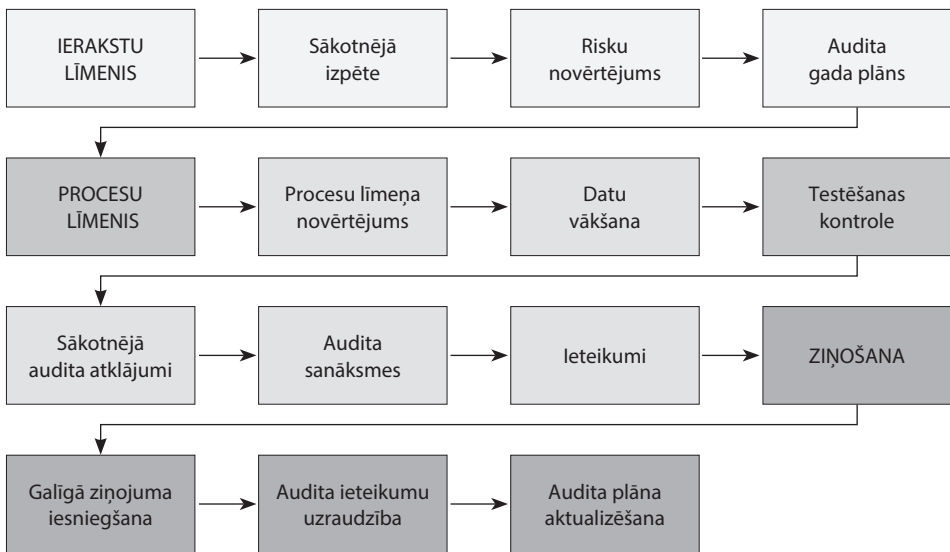 IERAKSTU
LĪMENIS
Sākotnējā
izpēte
Risku
novērtējums
Audita
gada plāns
PROCESU
LĪMENIS
Procesu līmeņa
novērtējums
Datu
vākšana
Testēšanas
kontrole
Sākotnējā
audita atklājumi
Audita
sanāksmes
Ieteikumi
ZIŅOŠANA
Galīgā ziņojuma
iesniegšana
Audita ieteikumu
uzraudzība
Audita plāna
aktualizēšana